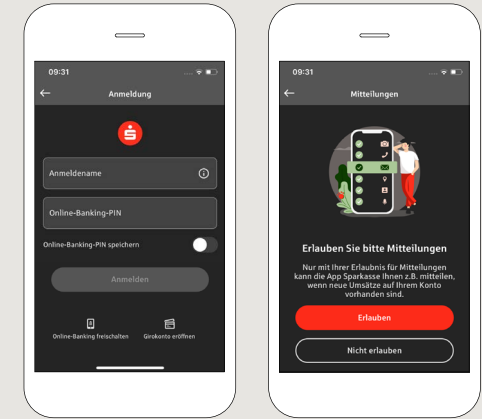 09:31
Anmeldung
Anmeldename
Online-Banking-PIN
Online-Banking-PIN speichern
Anmelden
Online-Banking freischalten
Girokonto eröffnen
09:31
Mitteilungen
Erlauben Sie bitte Mitteilungen
Nur mit Ihrer Erlaubnis für Mitteilungen
kann die App Sparkasse Ihnen z.B. mitteilen,
wenn neue Umsätze auf Ihrem Konto
vorhanden sind.
Erlauben
Nicht erlauben